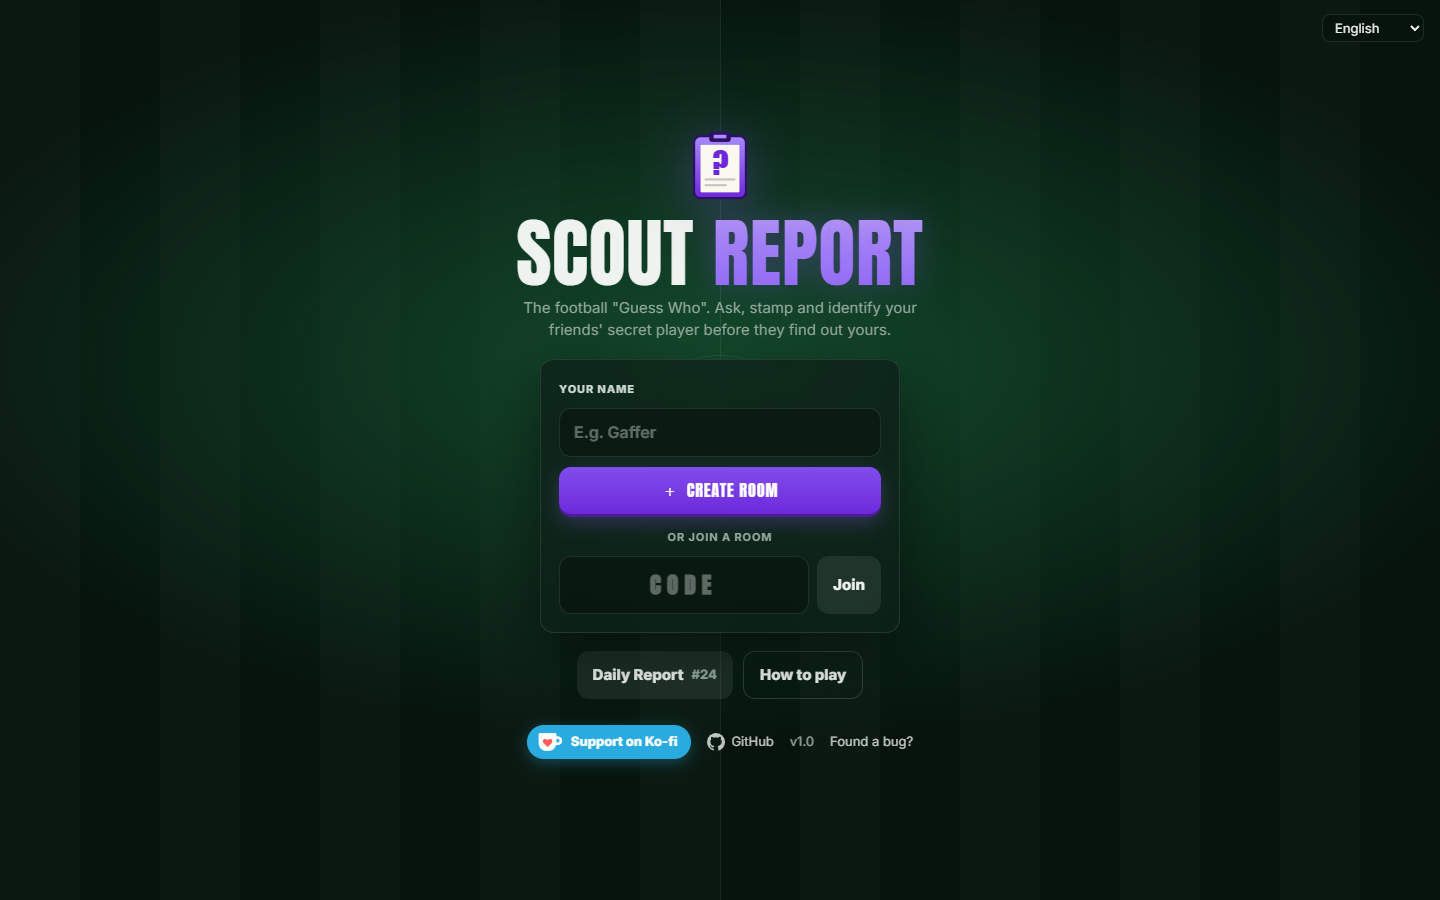 English
?
SCOUT REPORT
The football "Guess Who". Ask, stamp and identify your
friends' secret player before they find out yours.
YOUR NAME
E.g. Gaffer
+ CREATE ROOM
OR JOIN A ROOM
CODE
Join
Daily Report #24
How to play
Support on Ko-fi
GitHub
v1.0
Found a bug?